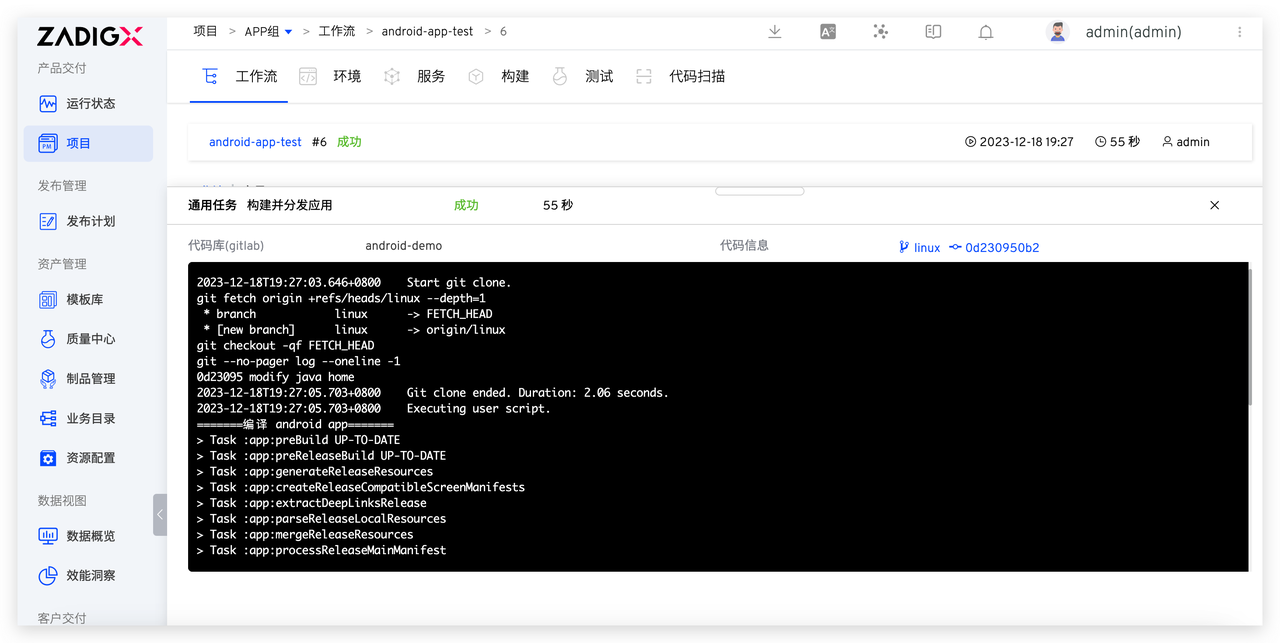 ZADIGX
产品交付
运行状态
项目
发布管理
发布计划
资产管理
模板库
质量中心
制品管理
业务目录
资源配置
数据视图
数据概览
效能洞察
客户交付
项目 > APP组 > 工作流 > android-app-test > 6
admin(admin)
工作流 环境 服务 构建 测试 代码扫描
android-app-test #6 成功 2023-12-18 19:27 55 秒 admin
通用任务 构建并分发应用 成功 55 秒
代码库(gitlab) android-demo 代码信息 linux 0d230950b2
2023-12-18T19:27:03.646+0800 Start git clone.
git fetch origin +refs/heads/linux --depth=1
* branch linux -> FETCH_HEAD
* [new branch] linux -> origin/linux
git checkout -qf FETCH_HEAD
git --no-pager log --oneline -1
0d23095 modify java home
2023-12-18T19:27:05.703+0800 Git clone ended. Duration: 2.06 seconds.
2023-12-18T19:27:05.703+0800 Executing user script.
=======编译 android app=======
> Task :app:preBuild UP-TO-DATE
> Task :app:preReleaseBuild UP-TO-DATE
> Task :app:generateReleaseResources
> Task :app:createReleaseCompatibleScreenManifests
> Task :app:extractDeepLinksRelease
> Task :app:parseReleaseLocalResources
> Task :app:mergeReleaseResources
> Task :app:processReleaseMainManifest